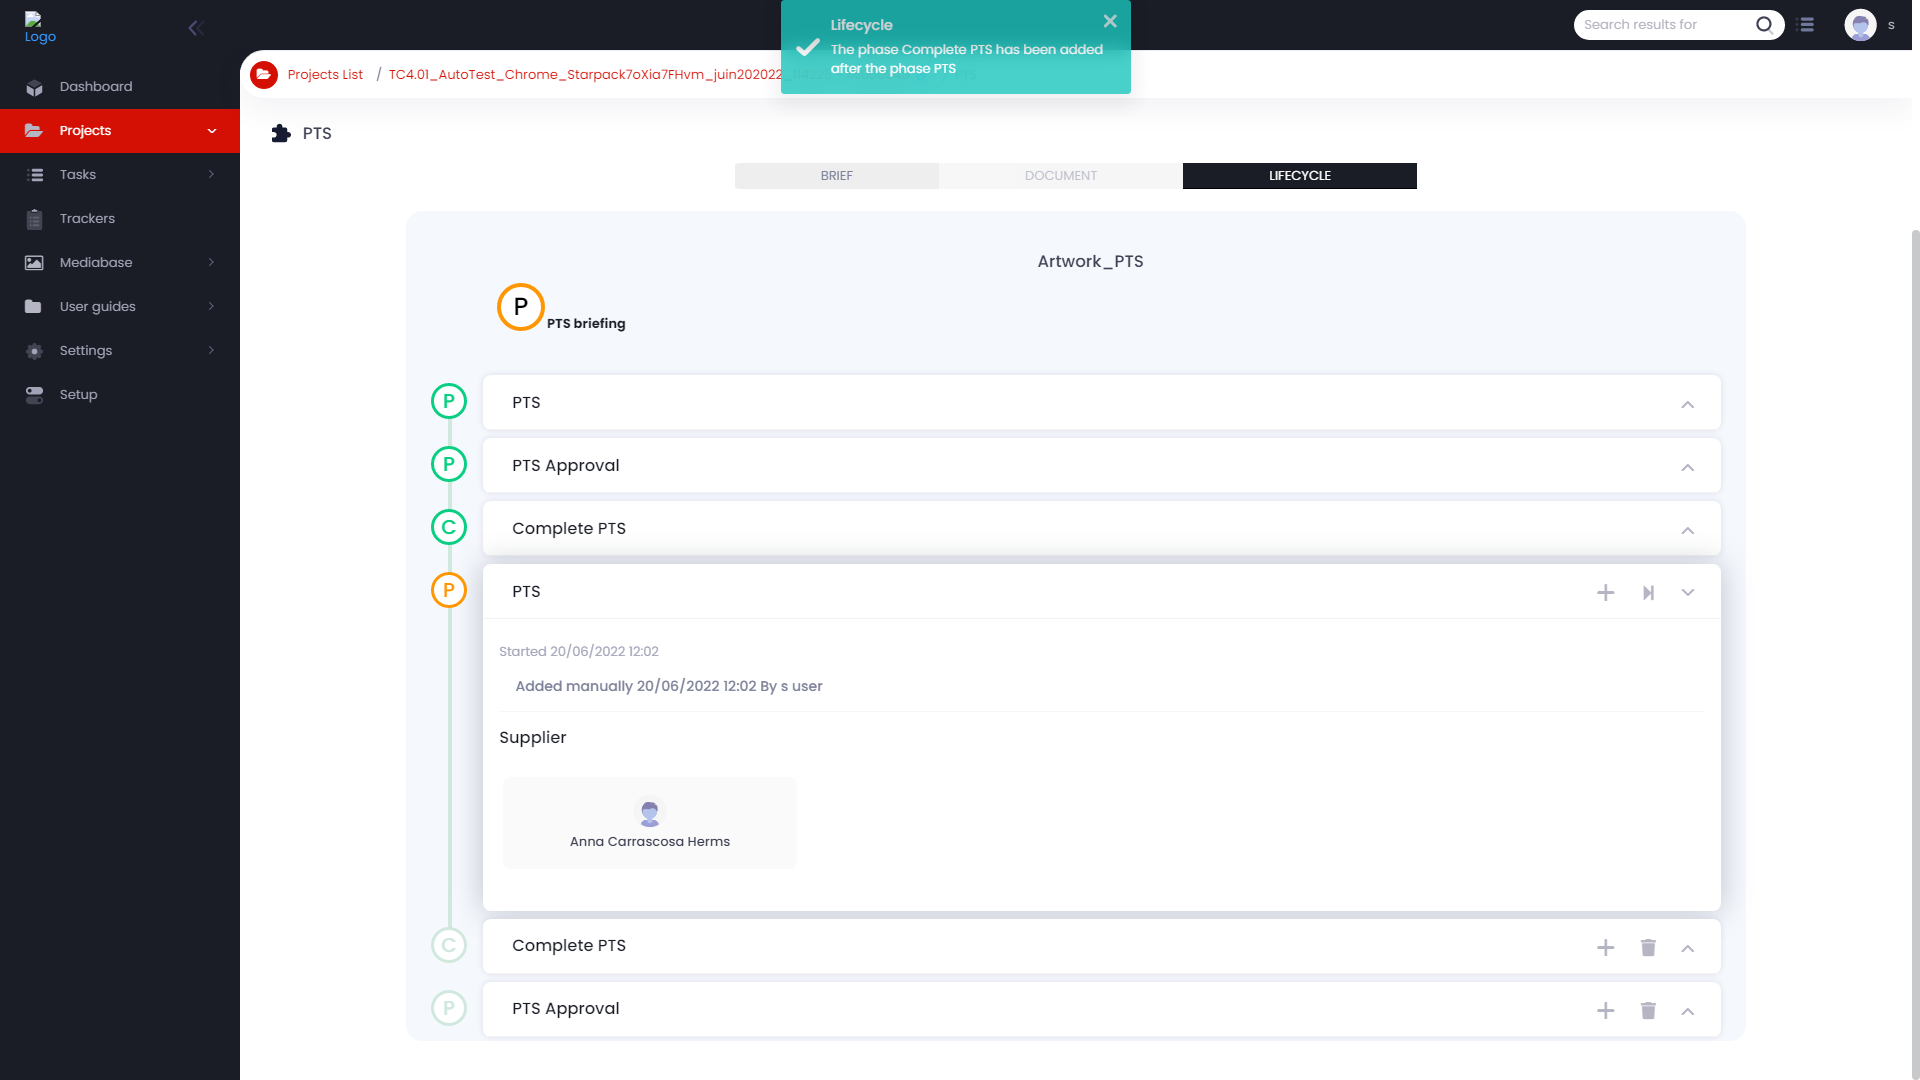 Logo
Lifecycle
The phase Complete PTS has been added
after the phase PTS
Search results for
s
Projects List / TC4.01_AutoTest_Chrome_Starpack7oXia7FHvm_juin202022
Dashboard
Projects
Tasks
Trackers
Mediabase
User guides
Settings
Setup
PTS
BRIEF
DOCUMENT
LIFECYCLE
Artwork_PTS
P
PTS briefing
P
PTS
P
PTS Approval
C
Complete PTS
P
PTS
Started 20/06/2022 12:02
Added manually 20/06/2022 12:02 By s user
Supplier
Anna Carrascosa Herms
C
Complete PTS
P
PTS Approval